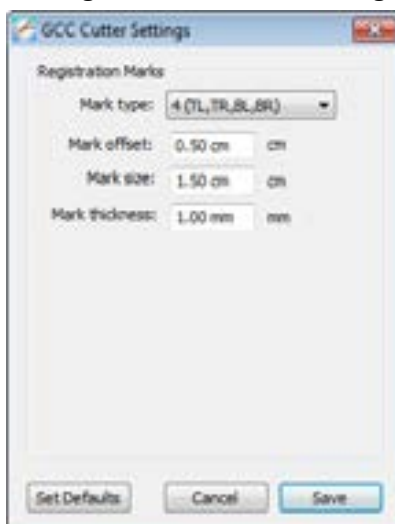 GCC Cutter Settings
Registration Marks
Mark type: 4 (TL,TR,BL,BR)
Mark offset: 0.50 cm cm
Mark size: 1.50 cm cm
Mark thickness: 1.00 mm mm
Set Defaults Cancel Save